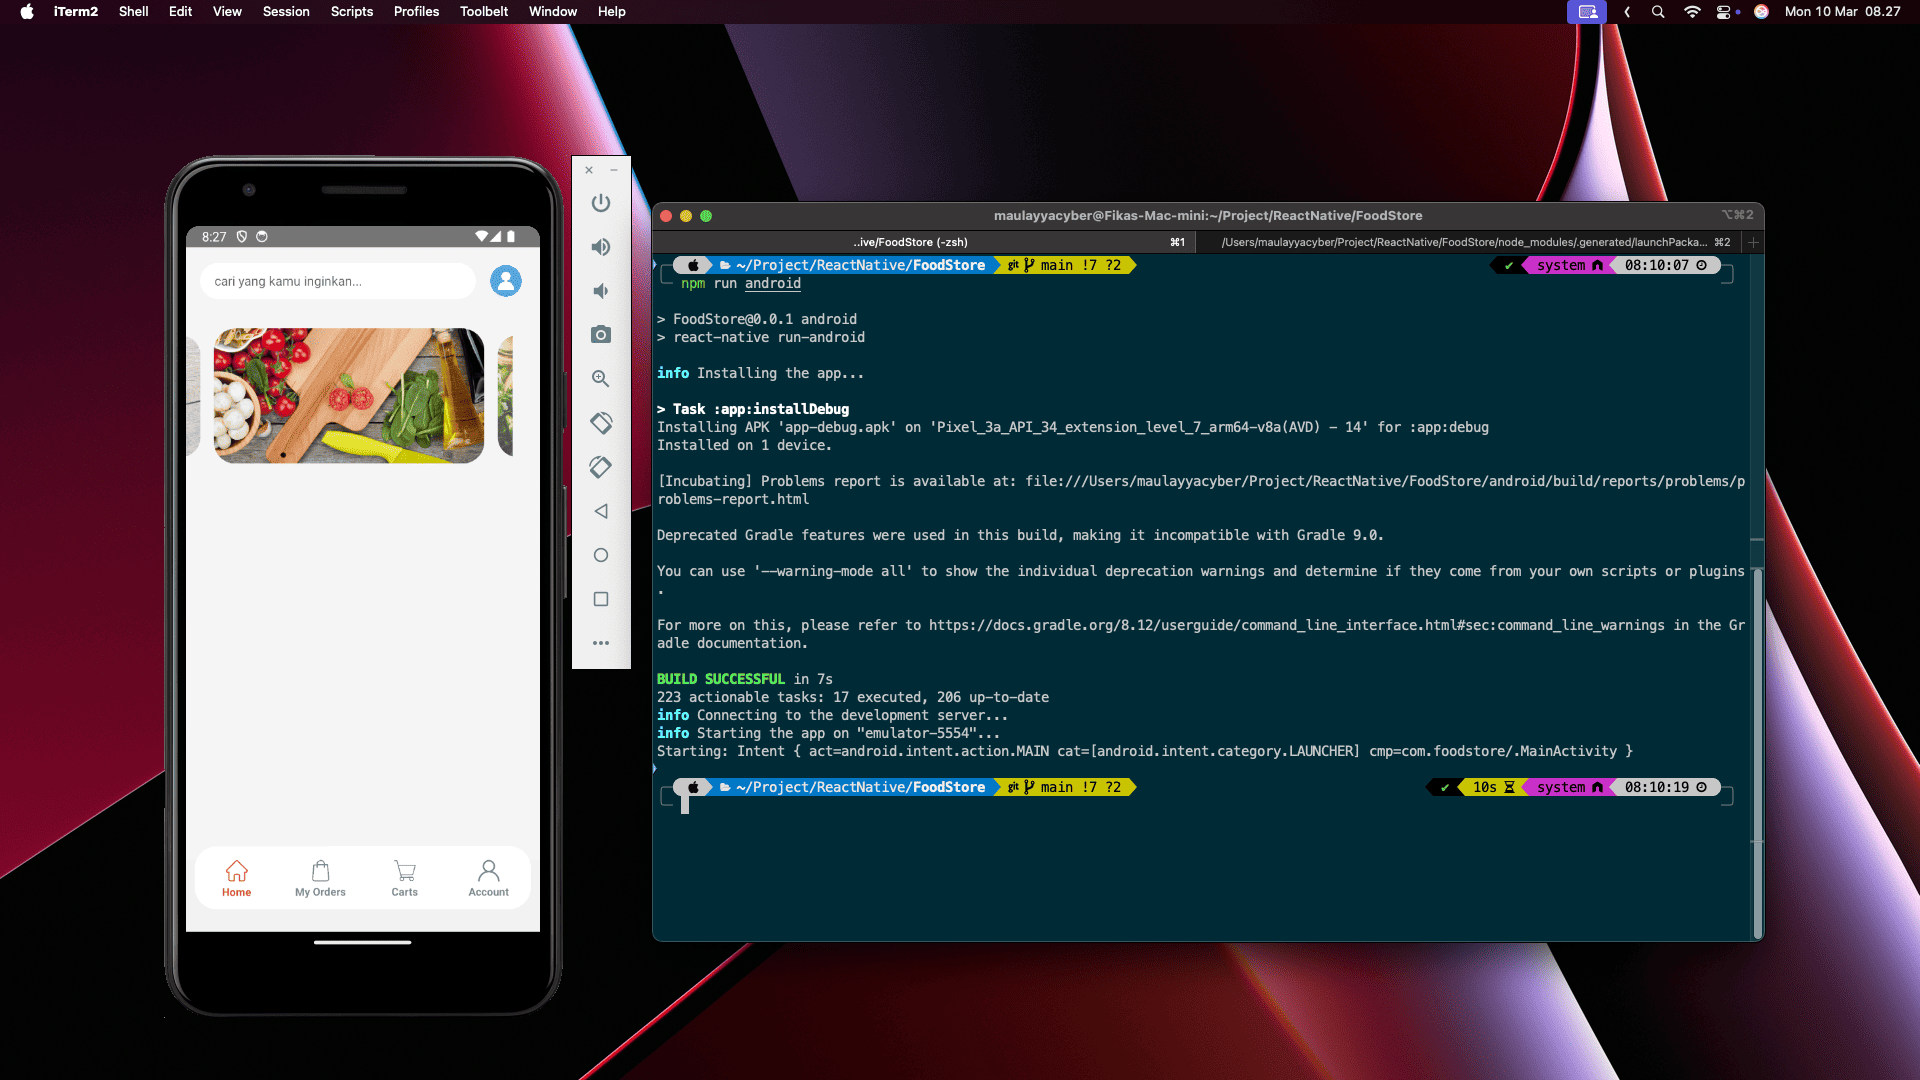 iTerm2 Shell Edit View Session Scripts Profiles Toolbelt Window Help Mon 10 Mar 08.27
8:27
cari yang kamu inginkan...
Home My Orders Carts Account
maulayyacyber@Fikas-Mac-mini:~/Project/ReactNative/FoodStore ⌥⌘2
..ive/FoodStore (-zsh) ⌘1 /Users/maulayyacyber/Project/ReactNative/FoodStore/node_modules/.generated/launchPacka... ⌘2
~/Project/ReactNative/FoodStore git main !7 ?2 ✔ system 08:10:07
npm run android
> FoodStore@0.0.1 android
> react-native run-android
info Installing the app...
> Task :app:installDebug
Installing APK 'app-debug.apk' on 'Pixel_3a_API_34_extension_level_7_arm64-v8a(AVD) - 14' for :app:debug
Installed on 1 device.
[Incubating] Problems report is available at: file:///Users/maulayyacyber/Project/ReactNative/FoodStore/android/build/reports/problems/p
roblems-report.html
Deprecated Gradle features were used in this build, making it incompatible with Gradle 9.0.
You can use '--warning-mode all' to show the individual deprecation warnings and determine if they come from your own scripts or plugins
.
For more on this, please refer to https://docs.gradle.org/8.12/userguide/command_line_interface.html#sec:command_line_warnings in the Gr
adle documentation.
BUILD SUCCESSFUL in 7s
223 actionable tasks: 17 executed, 206 up-to-date
info Connecting to the development server...
info Starting the app on "emulator-5554"...
Starting: Intent { act=android.intent.action.MAIN cat=[android.intent.category.LAUNCHER] cmp=com.foodstore/.MainActivity }
~/Project/ReactNative/FoodStore git main !7 ?2 ✔ 10s system 08:10:19